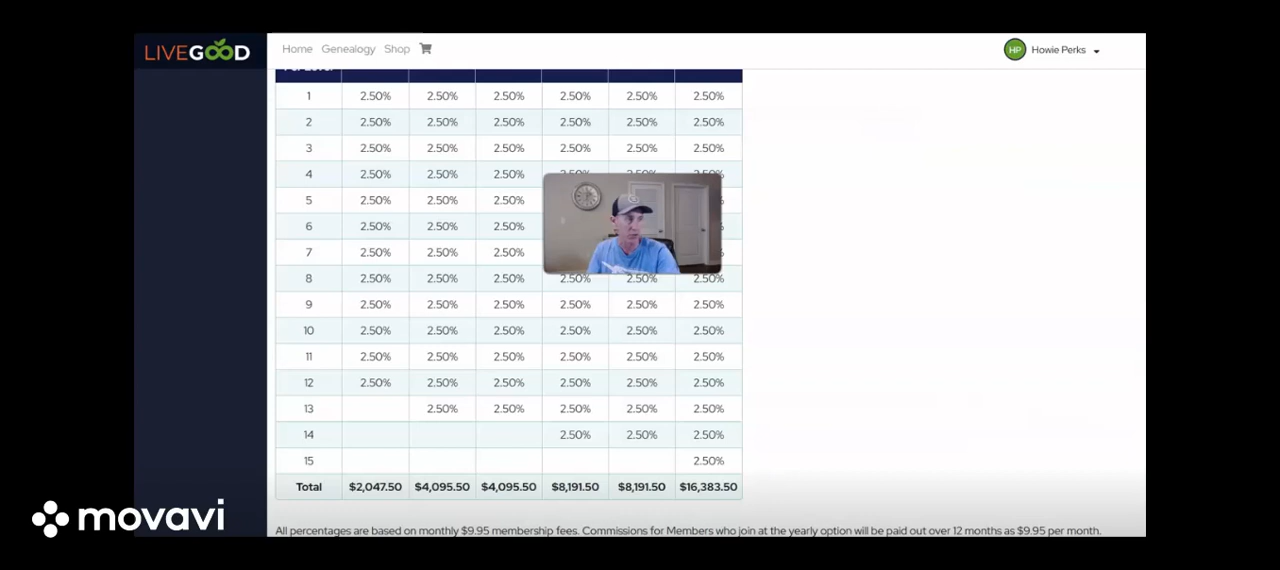 LIVEGOOD Home Genealogy Shop HP Howie Perks
1 2.50% 2.50% 2.50% 2.50% 2.50% 2.50%
2 2.50% 2.50% 2.50% 2.50% 2.50% 2.50%
3 2.50% 2.50% 2.50% 2.50% 2.50% 2.50%
4 2.50% 2.50% 2.50% 2.50% 2.50% 2.50%
5 2.50% 2.50% 2.50%
6 2.50% 2.50% 2.50%
7 2.50% 2.50% 2.50%
8 2.50% 2.50% 2.50% 2.50% 2.50% 2.50%
9 2.50% 2.50% 2.50% 2.50% 2.50% 2.50%
10 2.50% 2.50% 2.50% 2.50% 2.50% 2.50%
11 2.50% 2.50% 2.50% 2.50% 2.50% 2.50%
12 2.50% 2.50% 2.50% 2.50% 2.50% 2.50%
13 2.50% 2.50% 2.50% 2.50% 2.50%
14 2.50% 2.50% 2.50%
15 2.50%
Total $2,047.50 $4,095.50 $4,095.50 $8,191.50 $8,191.50 $16,383.50
movavi
All percentages are based on monthly $9.95 membership fees. Commissions for Members who join at the yearly option will be paid out over 12 months as $9.95 per month.